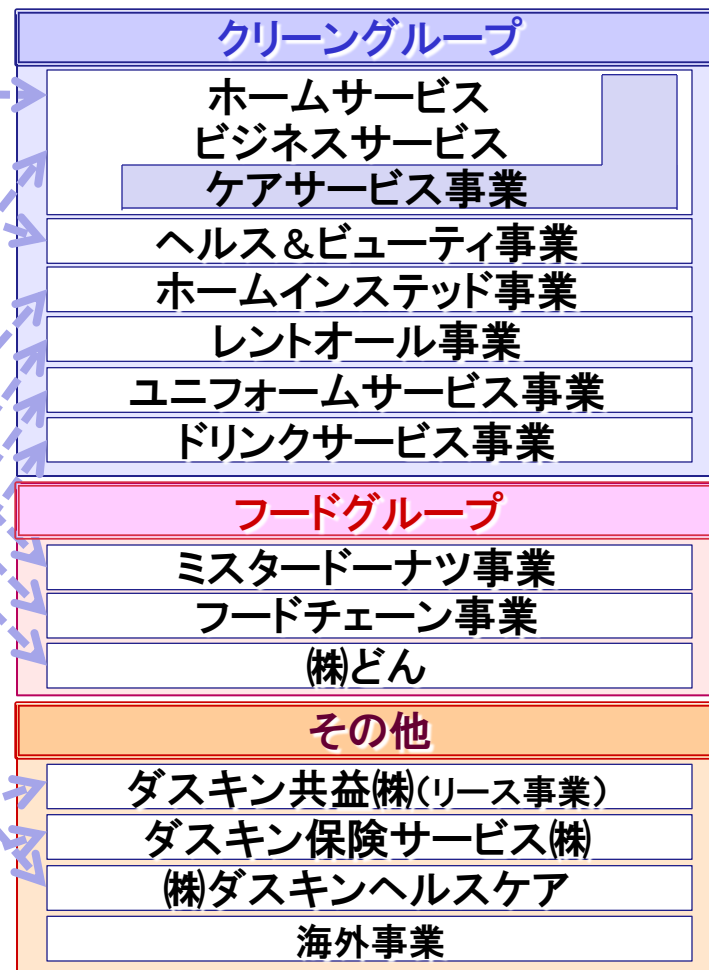 クリーングループ
ホームサービス
ビジネスサービス
ケアサービス事業
ヘルス&ビューティ事業
ホームインステッド事業
レントオール事業
ユニフォームサービス事業
ドリンクサービス事業
フードグループ
ミスタードーナツ事業
フードチェーン事業
㈱どん
その他
ダスキン共益㈱(リース事業)
ダスキン保険サービス㈱
㈱ダスキンヘルスケア
海外事業